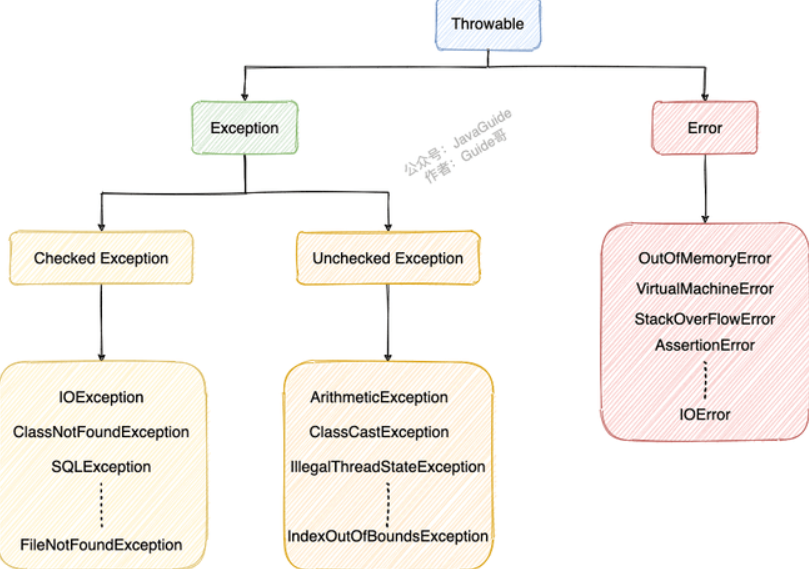 Throwable
Exception
公众号：JavaGuide
作者：Guide哥
Error
Checked Exception
Unchecked Exception
OutOfMemoryError
VirtualMachineError
StackOverFlowError
AssertionError
IOError
IOException
ClassNotFoundException
SQLException
FileNotFoundException
ArithmeticException
ClassCastException
IllegalThreadStateException
IndexOutOfBoundsException